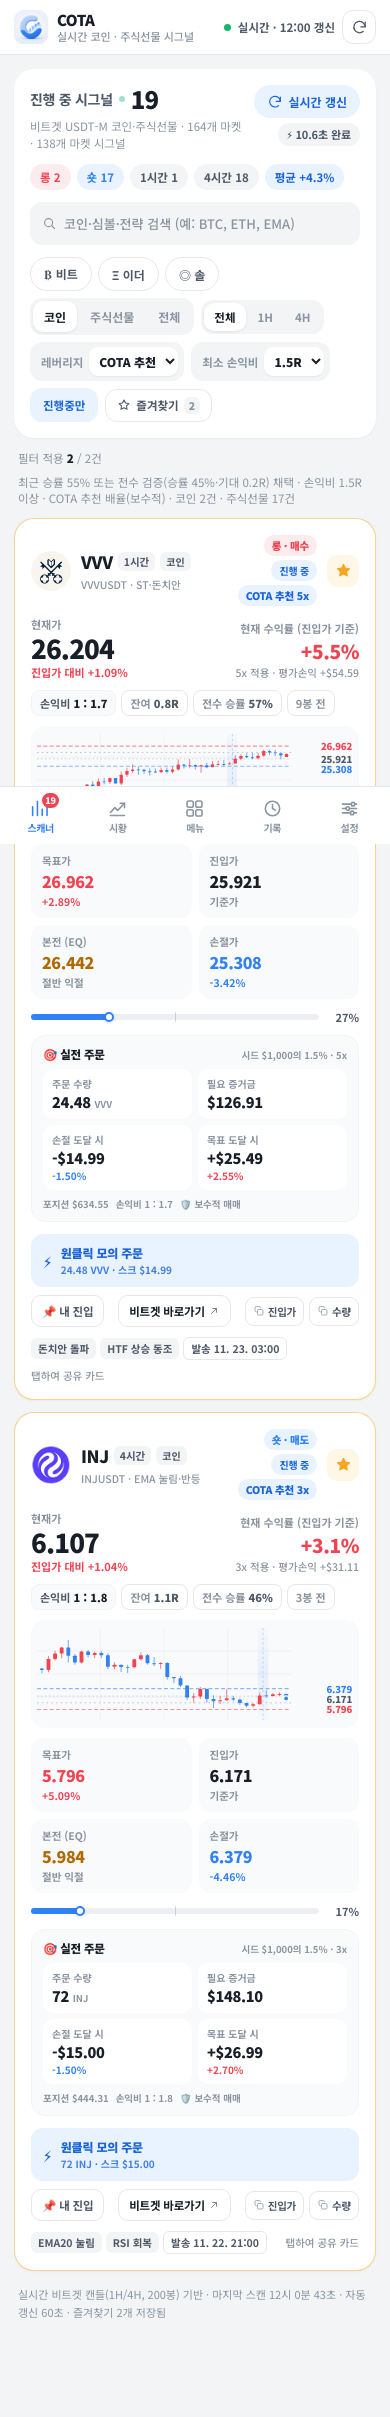 COTA
실시간 코인 · 주식선물 시그널
실시간 · 12:00 갱신
진행 중 시그널 19
실시간 갱신
비트겟 USDT-M 코인·주식선물 · 164개 마켓
· 138개 마켓 시그널
⚡ 10.6초 완료
롱 2
숏 17
1시간 1
4시간 18
평균 +4.3%
코인·심볼·전략 검색 (예: BTC, ETH, EMA)
B 비트
Ξ 이더
◎ 솔
코인
주식선물
전체
전체
1H
4H
레버리지 COTA 추천
최소 손익비 1.5R
진행중만
즐겨찾기 2
필터 적용 2 / 2건
최근 승률 55% 또는 전수 검증(승률 45%·기대 0.2R) 채택 · 손익비 1.5R
이상 · COTA 추천 배율(보수적) · 코인 2건 · 주식선물 17건
VVV 1시간 코인
VVVUSDT · ST·돈치안
롱 · 매수
진행 중
COTA 추천 5x
현재가
26.204
진입가 대비 +1.09%
현재 수익률 (진입가 기준)
+5.5%
5x 적용 · 평가손익 +$54.59
손익비 1 : 1.7
잔여 0.8R
전수 승률 57%
9봉 전
26.962
25.921
25.308
19
스캐너
시황
메뉴
기록
설정
목표가
26.962
+2.89%
진입가
25.921
기준가
본전 (EQ)
26.442
절반 익절
손절가
25.308
-3.42%
27%
🎯 실전 주문
시드 $1,000의 1.5% · 5x
주문 수량
24.48 VVV
필요 증거금
$126.91
손절 도달 시
-$14.99
-1.50%
목표 도달 시
+$25.49
+2.55%
포지션 $634.55 손익비 1 : 1.7 🛡️ 보수적 매매
⚡ 원클릭 모의 주문
24.48 VVV · 스크 $14.99
📌 내 진입
비트겟 바로가기 ↗
진입가
수량
돈치안 돌파
HTF 상승 동조
발송 11. 23. 03:00
탭하여 공유 카드
INJ 4시간 코인
INJUSDT · EMA 눌림·반등
숏 · 매도
진행 중
COTA 추천 3x
현재가
6.107
진입가 대비 +1.04%
현재 수익률 (진입가 기준)
+3.1%
3x 적용 · 평가손익 +$31.11
손익비 1 : 1.8
잔여 1.1R
전수 승률 46%
3봉 전
6.379
6.171
5.796
목표가
5.796
+5.09%
진입가
6.171
기준가
본전 (EQ)
5.984
절반 익절
손절가
6.379
-4.46%
17%
🎯 실전 주문
시드 $1,000의 1.5% · 3x
주문 수량
72 INJ
필요 증거금
$148.10
손절 도달 시
-$15.00
-1.50%
목표 도달 시
+$26.99
+2.70%
포지션 $444.31 손익비 1 : 1.8 🛡️ 보수적 매매
⚡ 원클릭 모의 주문
72 INJ · 스크 $15.00
📌 내 진입
비트겟 바로가기 ↗
진입가
수량
EMA20 눌림
RSI 회복
발송 11. 22. 21:00
탭하여 공유 카드
실시간 비트겟 캔들(1H/4H, 200봉) 기반 · 마지막 스캔 12시 0분 43초 · 자동
갱신 60초 · 즐겨찾기 2개 저장됨